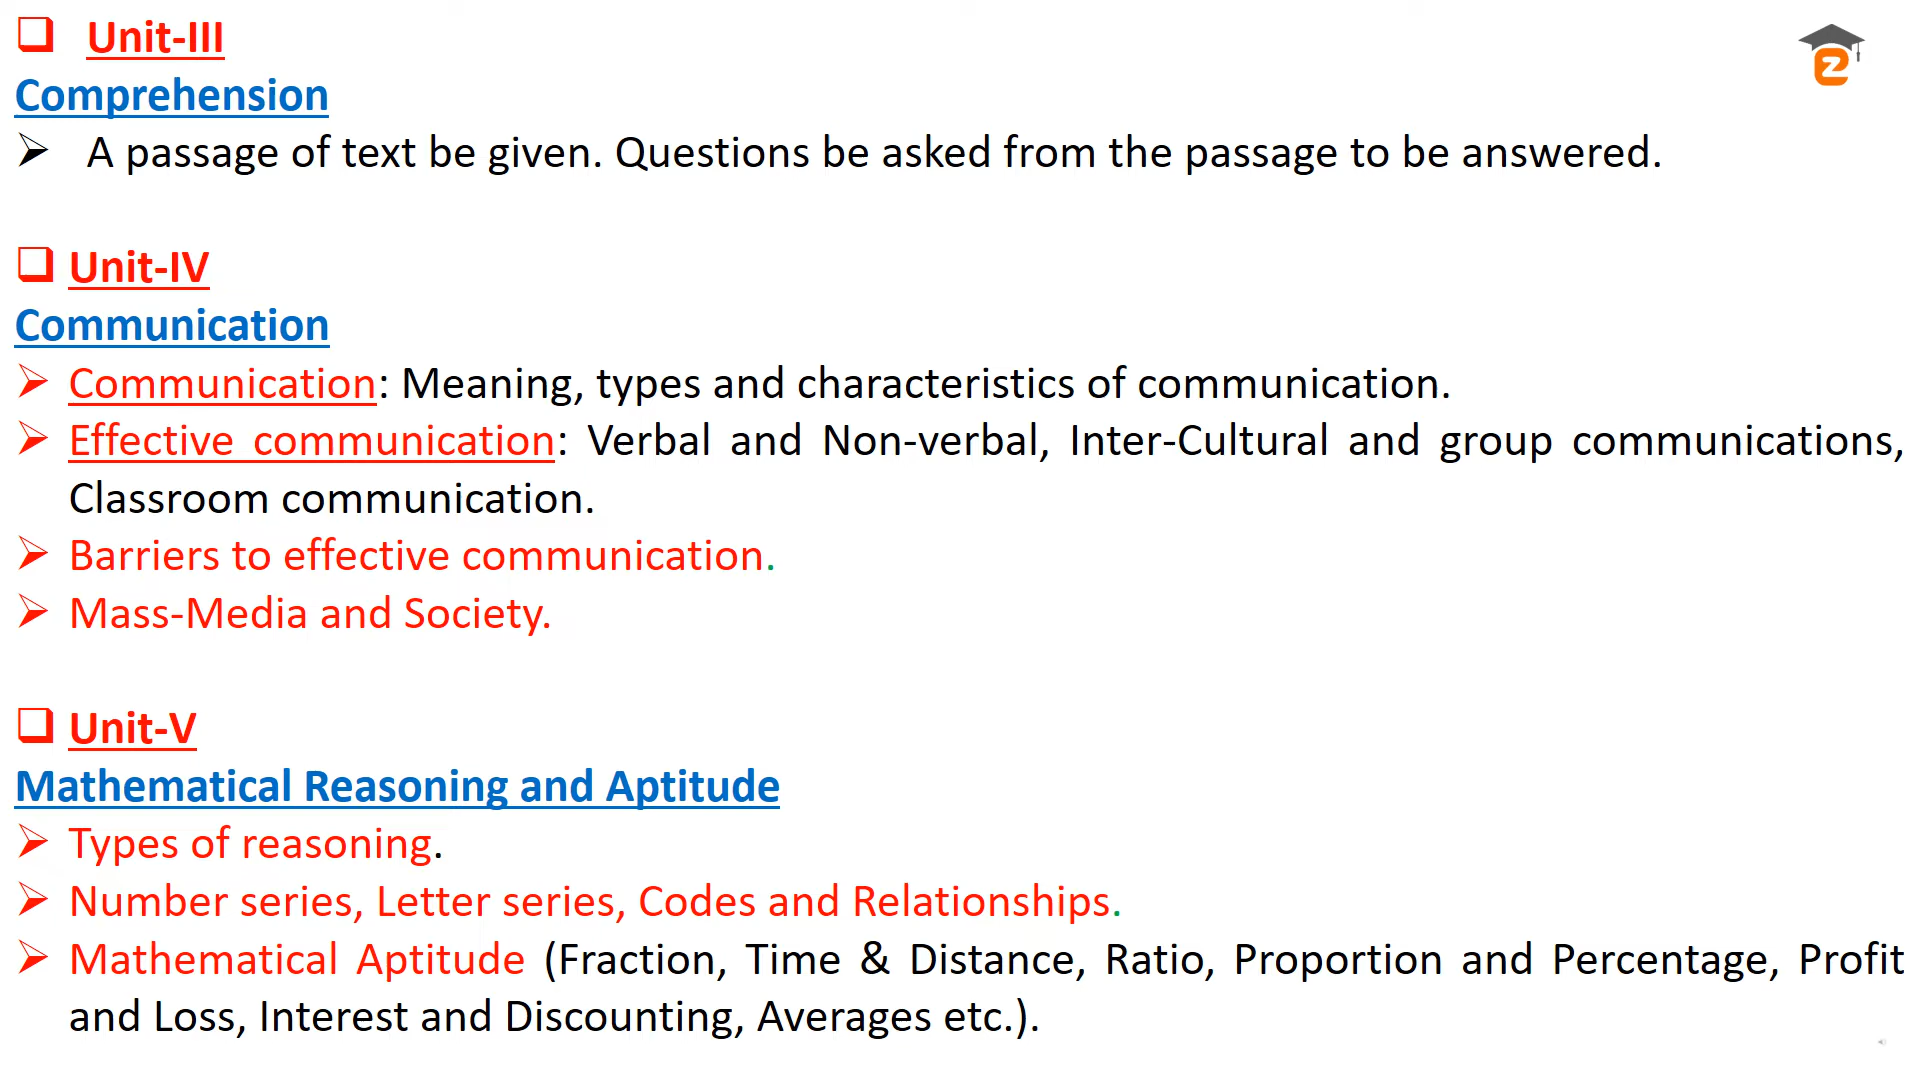 Unit-III
Comprehension
A passage of text be given. Questions be asked from the passage to be answered.
Unit-IV
Communication
Communication: Meaning, types and characteristics of communication.
Effective communication: Verbal and Non-verbal, Inter-Cultural and group communications,
Classroom communication.
Barriers to effective communication.
Mass-Media and Society.
Unit-V
Mathematical Reasoning and Aptitude
Types of reasoning.
Number series, Letter series, Codes and Relationships.
Mathematical Aptitude (Fraction, Time & Distance, Ratio, Proportion and Percentage, Profit
and Loss, Interest and Discounting, Averages etc.).